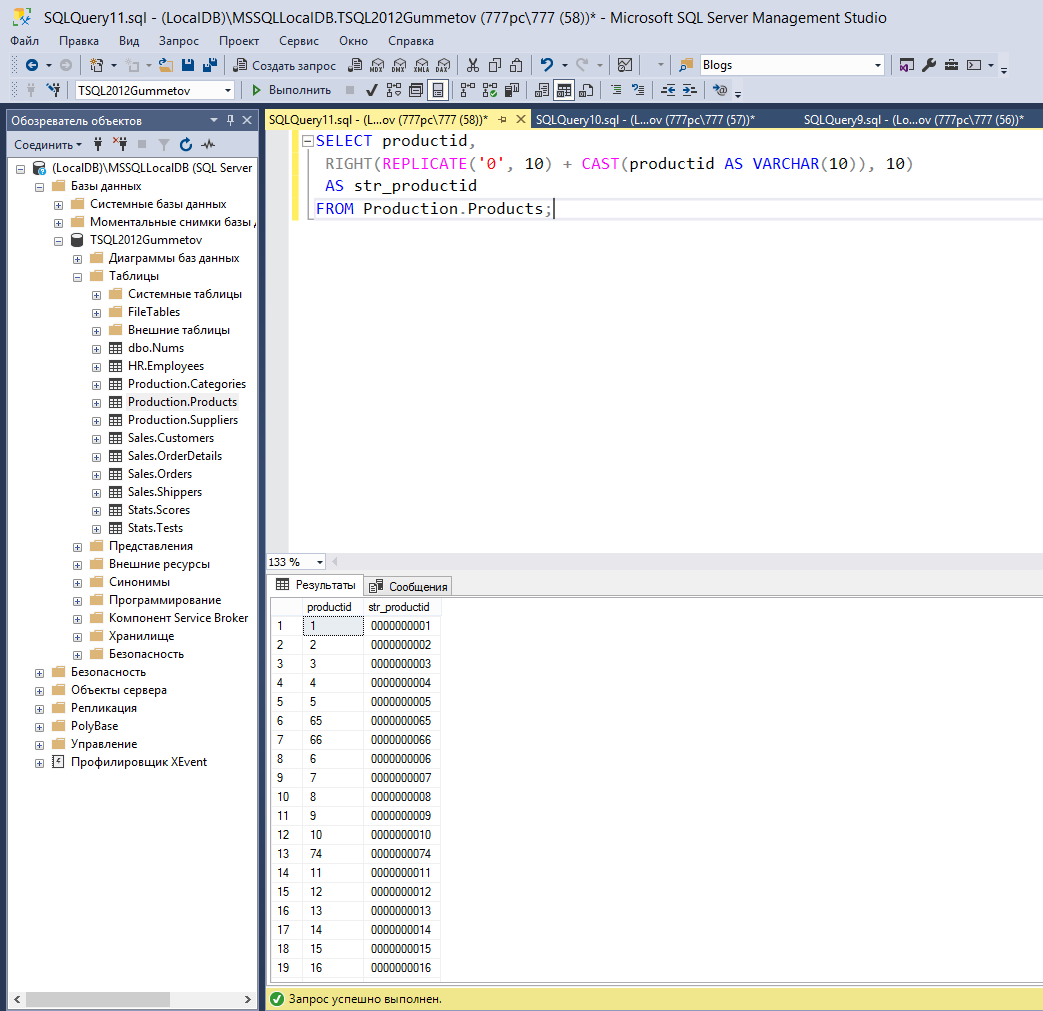 SQLQuery11.sql - (LocalDB)\MSSQLLocalDB.TSQL2012Gummetov (777pc\777 (58))* - Microsoft SQL Server Management Studio
Файл Правка Вид Запрос Проект Сервис Окно Справка
Создать запрос MDX DMX XMLA DAX Blogs
TSQL2012Gummetov Выполнить
Обозреватель объектов
Соединить
(LocalDB)\MSSQLLocalDB (SQL Server
Базы данных
Системные базы данных
Моментальные снимки базы
TSQL2012Gummetov
Диаграммы баз данных
Таблицы
Системные таблицы
FileTables
Внешние таблицы
dbo.Nums
HR.Employees
Production.Categories
Production.Products
Production.Suppliers
Sales.Customers
Sales.OrderDetails
Sales.Orders
Sales.Shippers
Stats.Scores
Stats.Tests
Представления
Внешние ресурсы
Синонимы
Программирование
Компонент Service Broker
Хранилище
Безопасность
Безопасность
Объекты сервера
Репликация
PolyBase
Управление
Профилировщик XEvent
SQLQuery11.sql - (L...ov (777pc\777 (58))* SQLQuery10.sql - (L...ov (777pc\777 (57))* SQLQuery9.sql - (Lo...ov (777pc\777 (56))*
SELECT productid,
RIGHT(REPLICATE('0', 10) + CAST(productid AS VARCHAR(10)), 10)
AS str_productid
FROM Production.Products;
133 %
Результаты Сообщения
productid str_productid
1 1 0000000001
2 2 0000000002
3 3 0000000003
4 4 0000000004
5 5 0000000005
6 65 0000000065
7 66 0000000066
8 6 0000000006
9 7 0000000007
10 8 0000000008
11 9 0000000009
12 10 0000000010
13 74 0000000074
14 11 0000000011
15 12 0000000012
16 13 0000000013
17 14 0000000014
18 15 0000000015
19 16 0000000016
Запрос успешно выполнен.